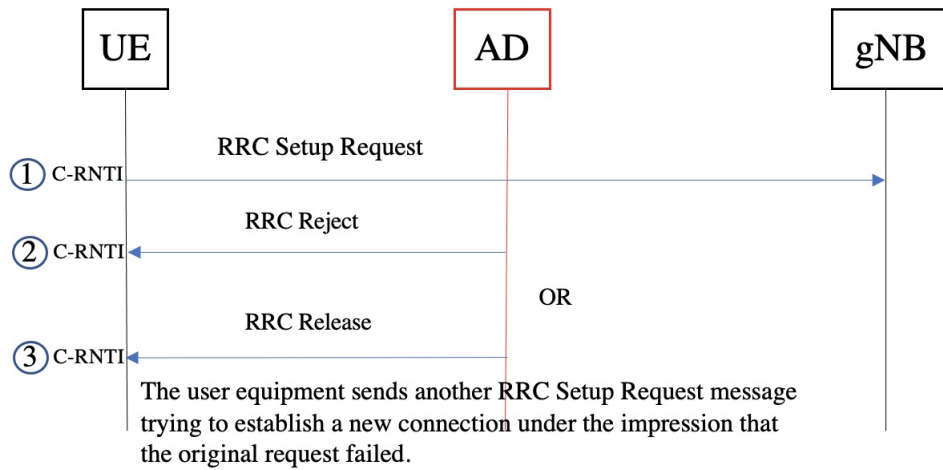 UE AD gNB
RRC Setup Request
1 C-RNTI
RRC Reject
2 C-RNTI
OR
RRC Release
3 C-RNTI
The user equipment sends another RRC Setup Request message
trying to establish a new connection under the impression that
the original request failed.